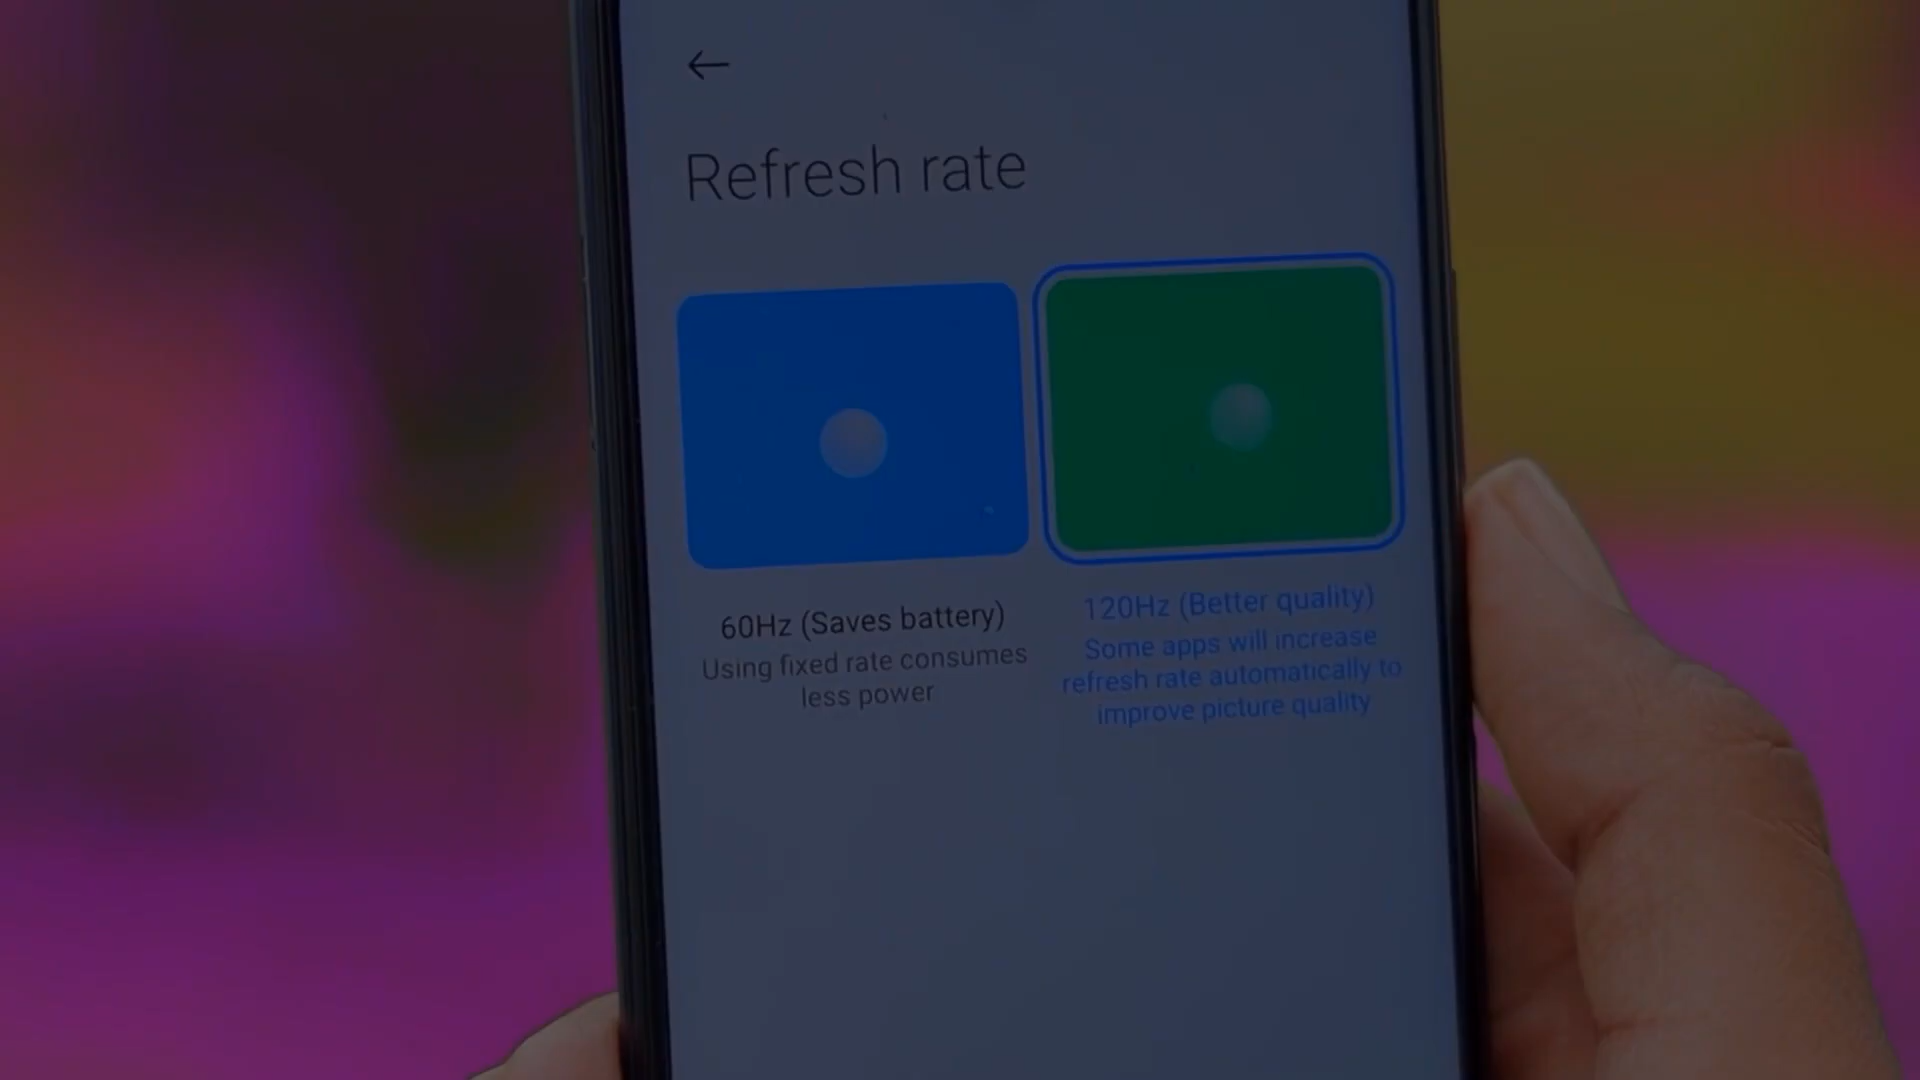 Refresh rate
60Hz (Saves battery)
Using fixed rate consumes
less power
120Hz (Better quality)
Some apps will increase
refresh rate automatically to
improve picture quality